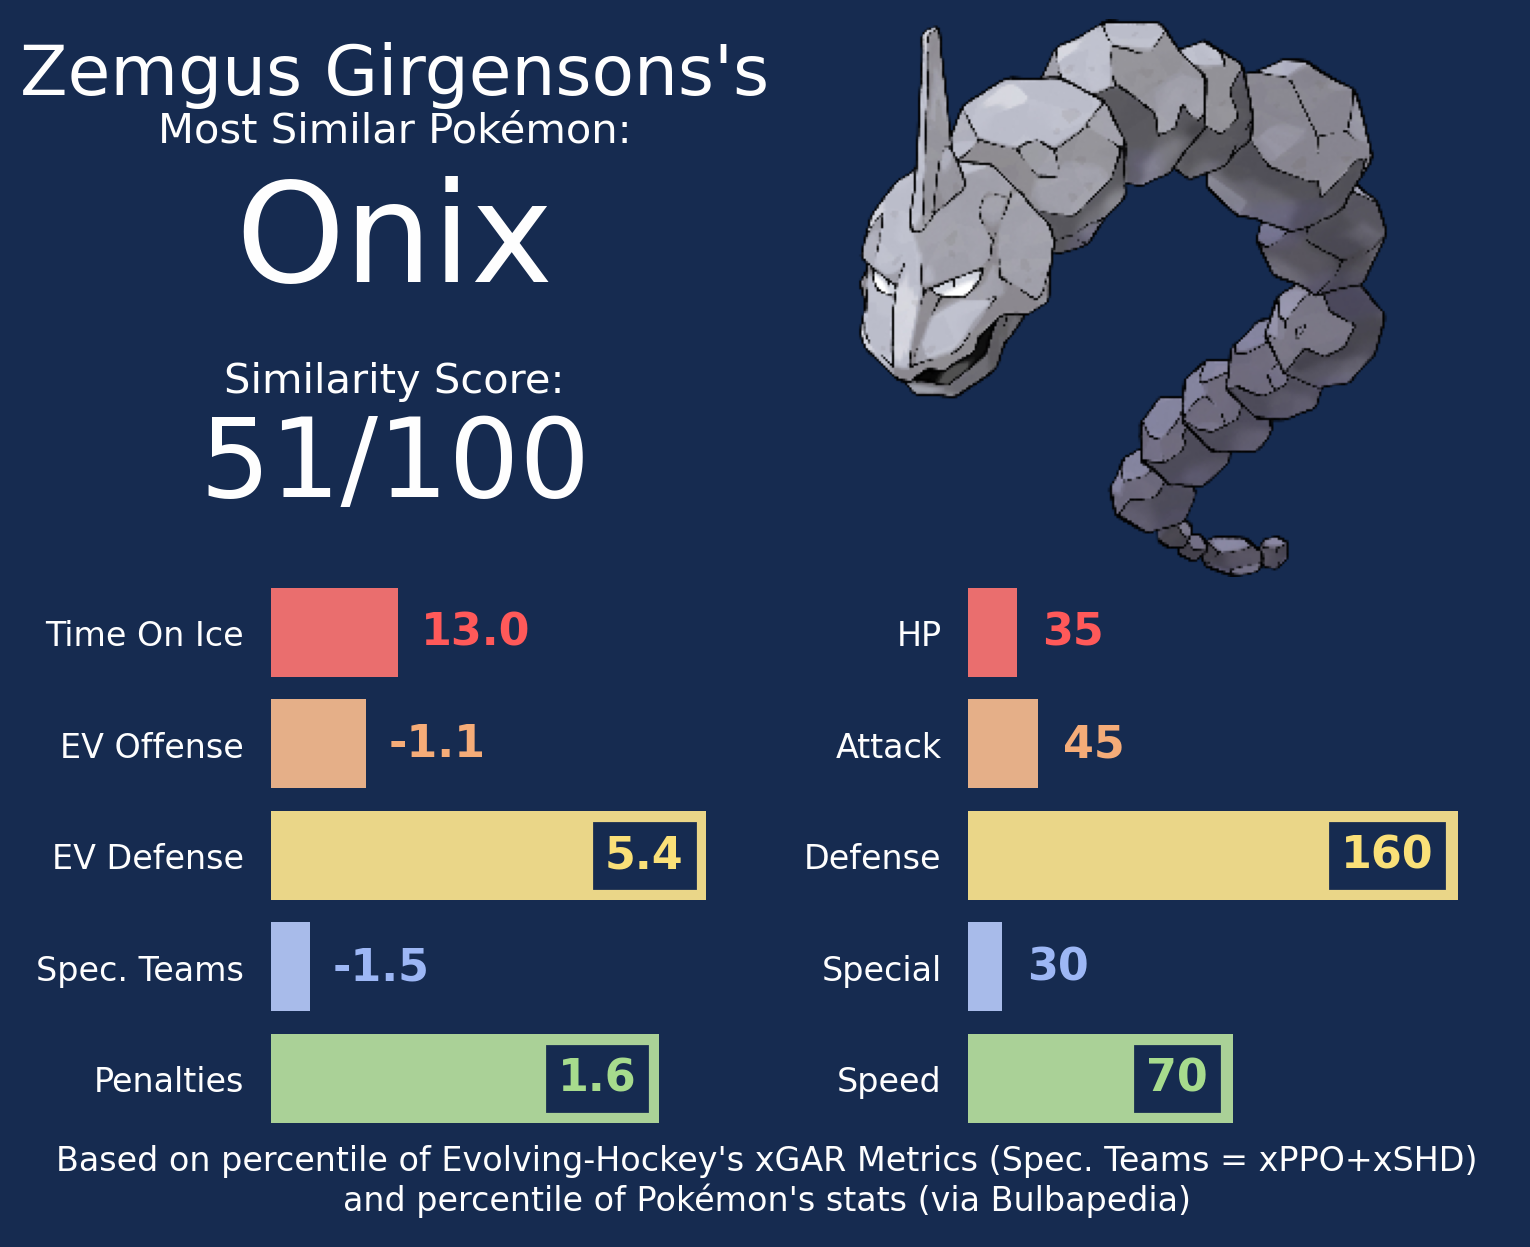 Zemgus Girgensons's
Most Similar Pokémon:
Onix
Similarity Score:
51/100
Time On Ice 13.0
EV Offense -1.1
EV Defense 5.4
Spec. Teams -1.5
Penalties 1.6
HP 35
Attack 45
Defense 160
Special 30
Speed 70
Based on percentile of Evolving-Hockey's xGAR Metrics (Spec. Teams = xPPO+xSHD)
and percentile of Pokémon's stats (via Bulbapedia)